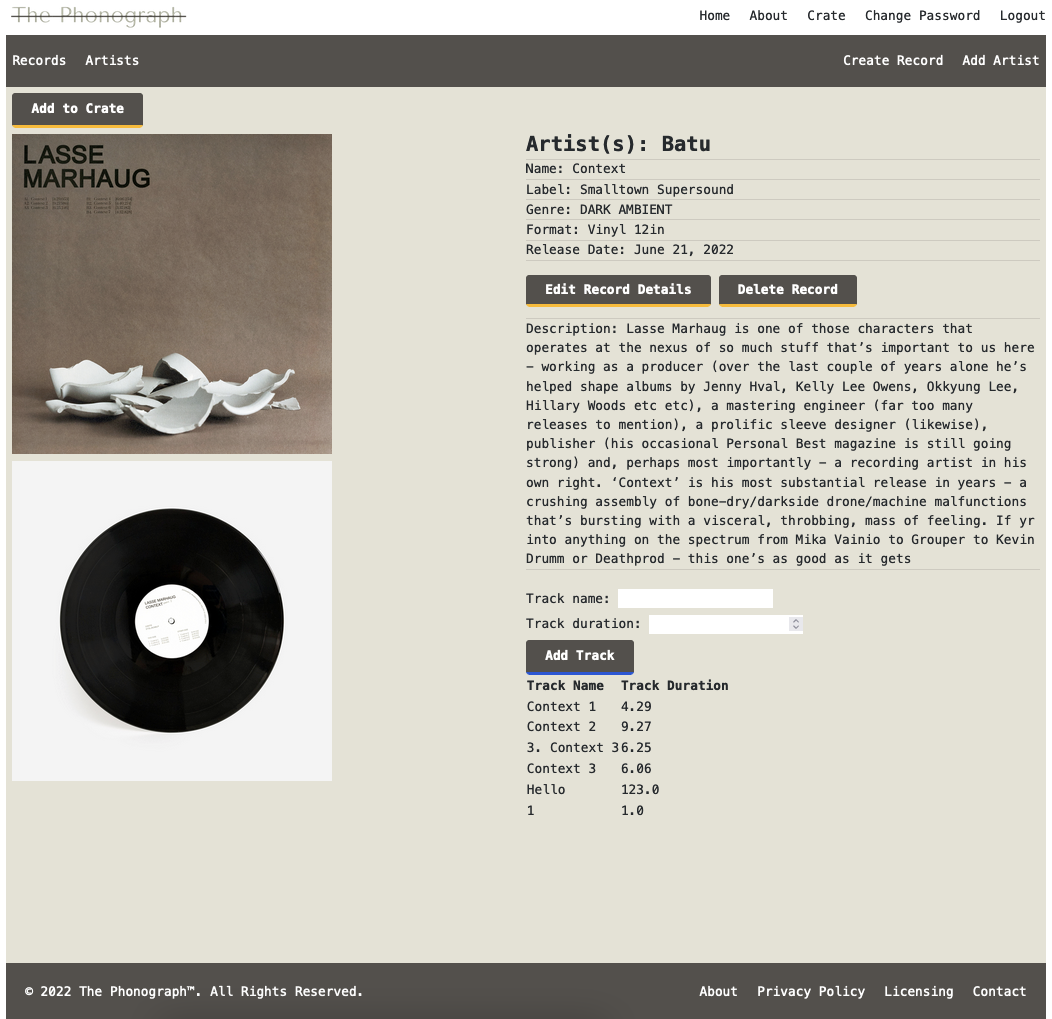 The Phonograph
Home About Crate Change Password Logout
Records Artists
Create Record Add Artist
Add to Crate
LASSE
MARHAUG
Artist(s): Batu
Name: Context
Label: Smalltown Supersound
Genre: DARK AMBIENT
Format: Vinyl 12in
Release Date: June 21, 2022
Edit Record Details Delete Record
Description: Lasse Marhaug is one of those characters that
operates at the nexus of so much stuff that’s important to us here
– working as a producer (over the last couple of years alone he’s
helped shape albums by Jenny Hval, Kelly Lee Owens, Okkyung Lee,
Hillary Woods etc etc), a mastering engineer (far too many
releases to mention), a prolific sleeve designer (likewise),
publisher (his occasional Personal Best magazine is still going
strong) and, perhaps most importantly – a recording artist in his
own right. ‘Context’ is his most substantial release in years – a
crushing assembly of bone-dry/darkside drone/machine malfunctions
that’s bursting with a visceral, throbbing, mass of feeling. If yr
into anything on the spectrum from Mika Vainio to Grouper to Kevin
Drumm or Deathprod – this one’s as good as it gets
LASSE MARHAUG
CONTEXT
Track name:
Track duration:
Add Track
Track Name Track Duration
Context 1 4.29
Context 2 9.27
3. Context 3 6.25
Context 3 6.06
Hello 123.0
1 1.0
© 2022 The Phonograph™. All Rights Reserved.
About Privacy Policy Licensing Contact